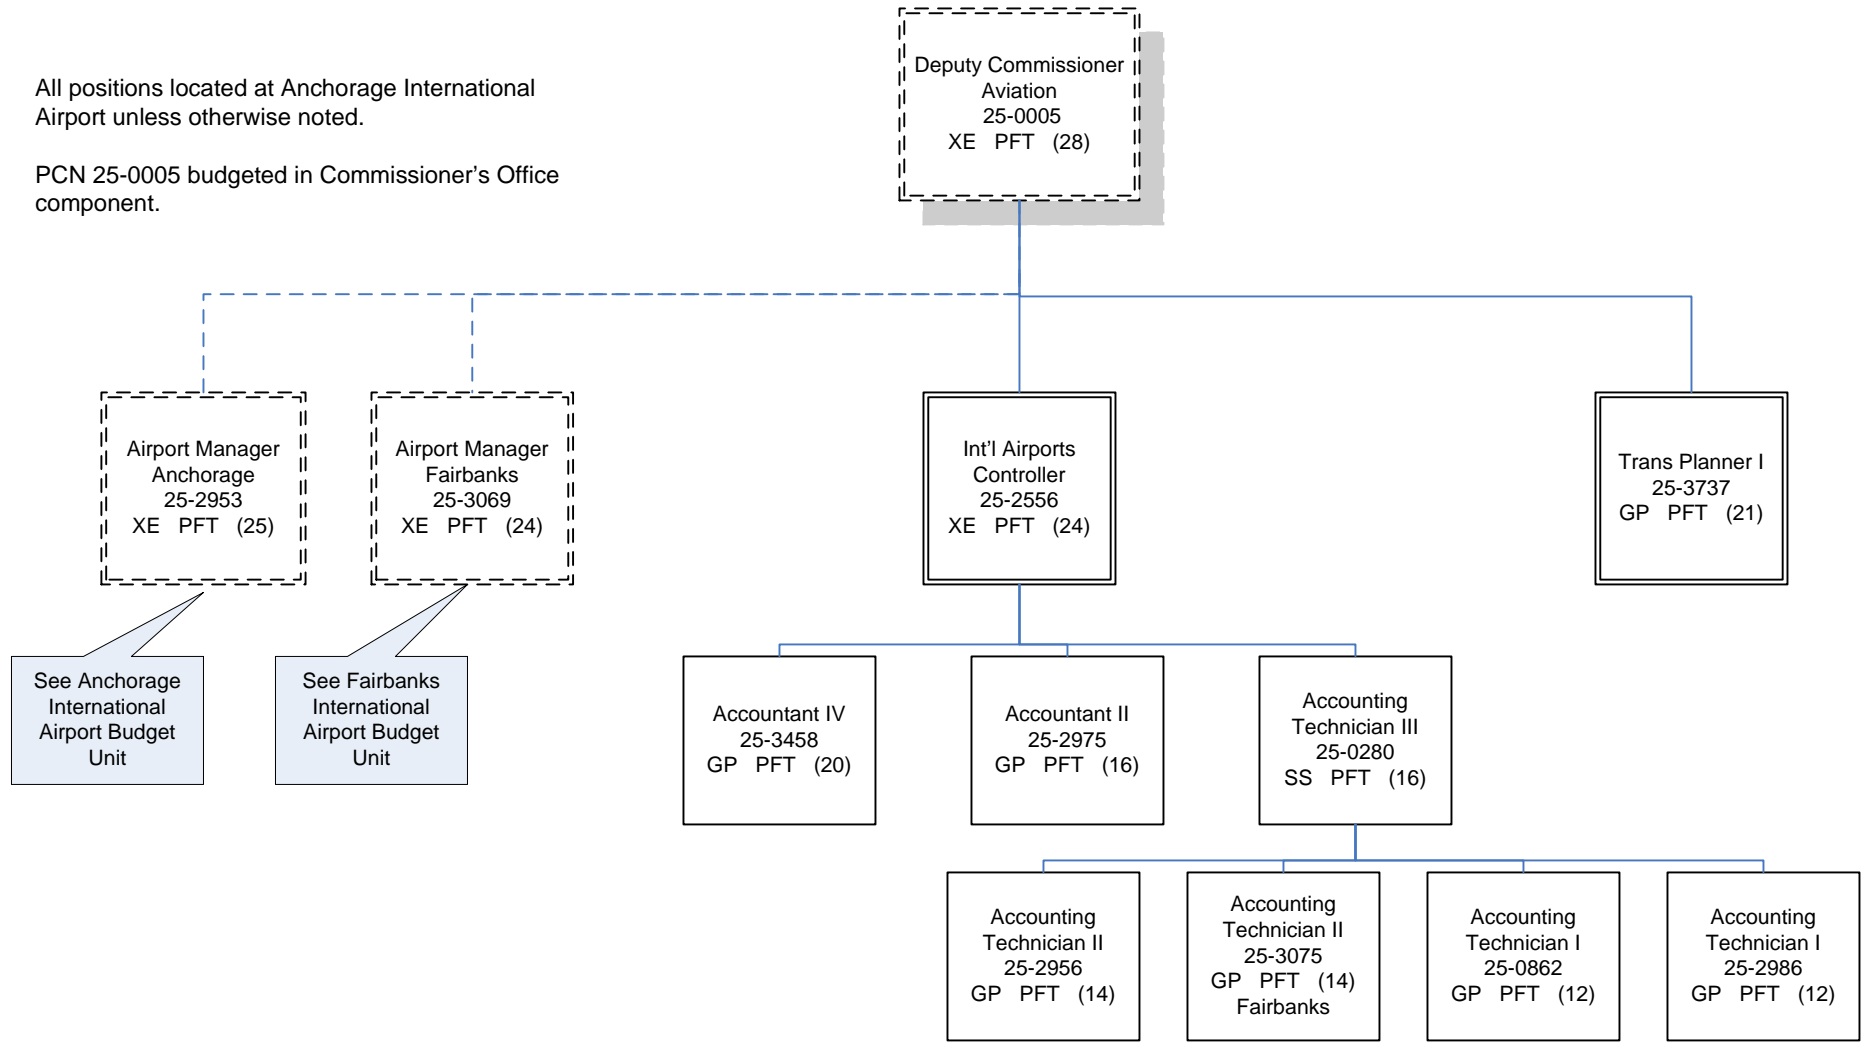 All positions located at Anchorage International
Airport unless otherwise noted.
PCN 25-0005 budgeted in Commissioner’s Office
component.
Deputy Commissioner
Aviation
25-0005
XE PFT (28)
Airport Manager
Anchorage
25-2953
XE PFT (25)
Airport Manager
Fairbanks
25-3069
XE PFT (24)
Int’l Airports
Controller
25-2556
XE PFT (24)
Trans Planner I
25-3737
GP PFT (21)
See Anchorage
International
Airport Budget
Unit
See Fairbanks
International
Airport Budget
Unit
Accountant IV
25-3458
GP PFT (20)
Accountant II
25-2975
GP PFT (16)
Accounting
Technician III
25-0280
SS PFT (16)
Accounting
Technician II
25-2956
GP PFT (14)
Accounting
Technician II
25-3075
GP PFT (14)
Fairbanks
Accounting
Technician I
25-0862
GP PFT (12)
Accounting
Technician I
25-2986
GP PFT (12)